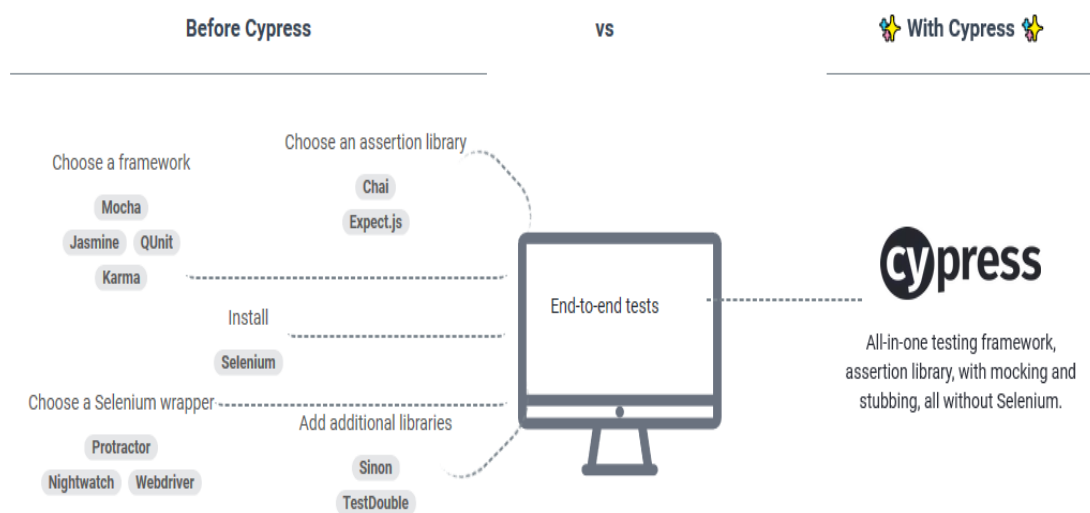 Before Cypress
vs
✨ With Cypress ✨
Choose a framework
Mocha
Jasmine QUnit
Karma
Choose an assertion library
Chai
Expect.js
Install
Selenium
Choose a Selenium wrapper
Protractor
Nightwatch Webdriver
Add additional libraries
Sinon
TestDouble
End-to-end tests
cypress
All-in-one testing framework,
assertion library, with mocking and
stubbing, all without Selenium.